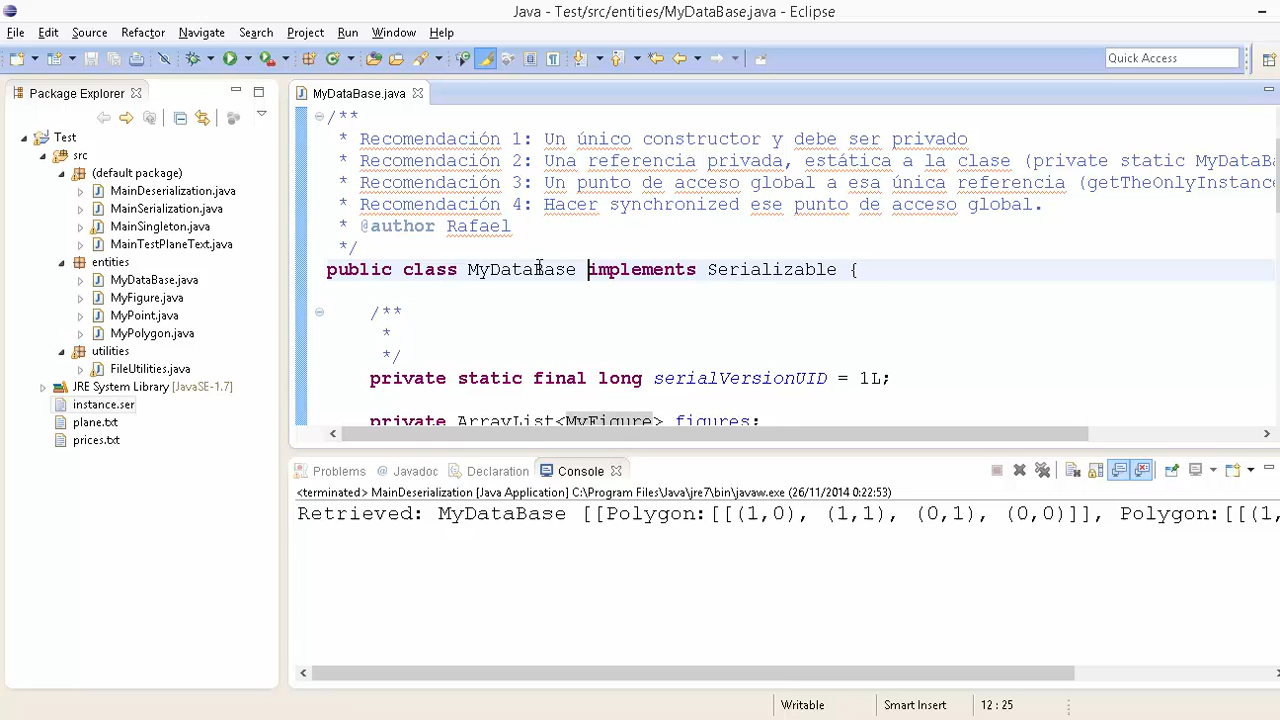 Java - Test/src/entities/MyDataBase.java - Eclipse
File Edit Source Refactor Navigate Search Project Run Window Help
Quick Access
Package Explorer
Test
src
(default package)
MainDeserialization.java
MainSerialization.java
MainSingleton.java
MainTestPlaneText.java
entities
MyDataBase.java
MyFigure.java
MyPoint.java
MyPolygon.java
utilities
FileUtilities.java
JRE System Library [JavaSE-1.7]
instance.ser
plane.txt
prices.txt
MyDataBase.java
/**
* Recomendación 1: Un único constructor y debe ser privado
* Recomendación 2: Una referencia privada, estática a la clase (private static MyDataB
* Recomendación 3: Un punto de acceso global a esa única referencia (getTheOnlyInstanc
* Recomendación 4: Hacer synchronized ese punto de acceso global.
* @author Rafael
*/
public class MyDataBase implements Serializable {
/**
*
*/
private static final long serialVersionUID = 1L;
private ArrayList<MyFigure> figures;
Problems Javadoc Declaration Console
<terminated> MainDeserialization [Java Application] C:\Program Files\Java\jre7\bin\javaw.exe (26/11/2014 0:22:53)
Retrieved: MyDataBase [[Polygon:[[(1,0), (1,1), (0,1), (0,0)]], Polygon:[[(1,
Writable Smart Insert 12 : 25